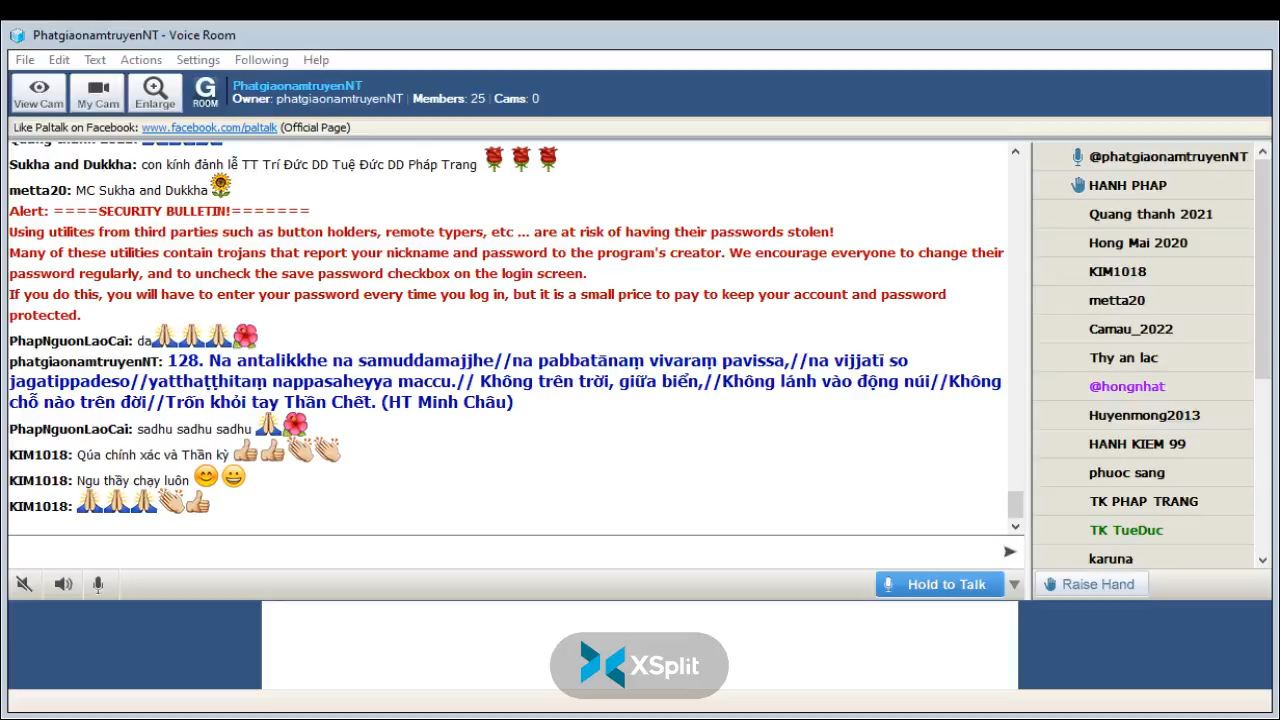 PhatgiaonamtruyenNT - Voice Room
File Edit Text Actions Settings Following Help
View Cam My Cam Enlarge G ROOM
PhatgiaonamtruyenNT
Owner: phatgiaonamtruyenNT | Members: 25 | Cams: 0
Like Paltalk on Facebook: www.facebook.com/paltalk (Official Page)
Sukha and Dukkha: con kính đảnh lễ TT Trí Đức DD Tuệ Đức DD Pháp Trang
metta20: MC Sukha and Dukkha
Alert: ====SECURITY BULLETIN!=======
Using utilites from third parties such as button holders, remote typers, etc ... are at risk of having their passwords stolen!
Many of these utilities contain trojans that report your nickname and password to the program's creator. We encourage everyone to change their
password regularly, and to uncheck the save password checkbox on the login screen.
If you do this, you will have to enter your password every time you log in, but it is a small price to pay to keep your account and password
protected.
PhapNguonLaoCai: da
phatgiaonamtruyenNT: 128. Na antalikkhe na samuddamajjhe//na pabbatānaṃ vivaraṃ pavissa,//na vijjatī so
jagatippadeso//yatthaṭṭhitaṃ nappasaheyya maccu.// Không trên trời, giữa biển,//Không lánh vào động núi//Không
chỗ nào trên đời//Trốn khỏi tay Thần Chết. (HT Minh Châu)
PhapNguonLaoCai: sadhu sadhu sadhu
KIM1018: Qúa chính xác và Thần kỳ
KIM1018: Ngu thầy chạy luôn
KIM1018:
Hold to Talk
@phatgiaonamtruyenNT
HANH PHAP
Quang thanh 2021
Hong Mai 2020
KIM1018
metta20
Camau_2022
Thy an lac
@hongnhat
Huyenmong2013
HANH KIEM 99
phuoc sang
TK PHAP TRANG
TK TueDuc
karuna
Raise Hand
XSplit